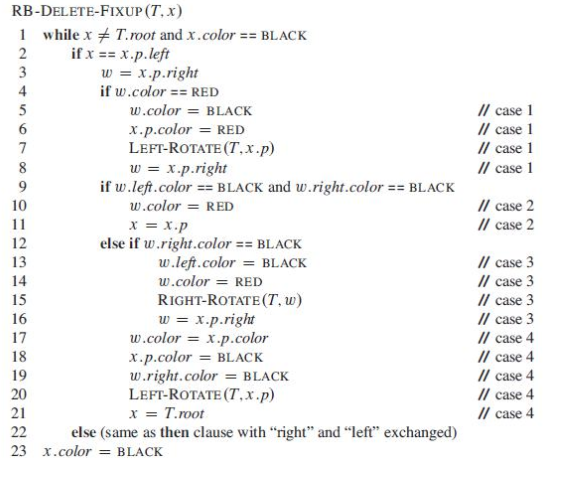 RB-DELETE-FIXUP(T, x)
1 while x ≠ T.root and x.color == BLACK
2 if x == x.p.left
3 w = x.p.right
4 if w.color == RED
5 w.color = BLACK // case 1
6 x.p.color = RED // case 1
7 LEFT-ROTATE(T, x.p) // case 1
8 w = x.p.right // case 1
9 if w.left.color == BLACK and w.right.color == BLACK
10 w.color = RED // case 2
11 x = x.p // case 2
12 else if w.right.color == BLACK
13 w.left.color = BLACK // case 3
14 w.color = RED // case 3
15 RIGHT-ROTATE(T, w) // case 3
16 w = x.p.right // case 3
17 w.color = x.p.color // case 4
18 x.p.color = BLACK // case 4
19 w.right.color = BLACK // case 4
20 LEFT-ROTATE(T, x.p) // case 4
21 x = T.root // case 4
22 else (same as then clause with “right” and “left” exchanged)
23 x.color = BLACK